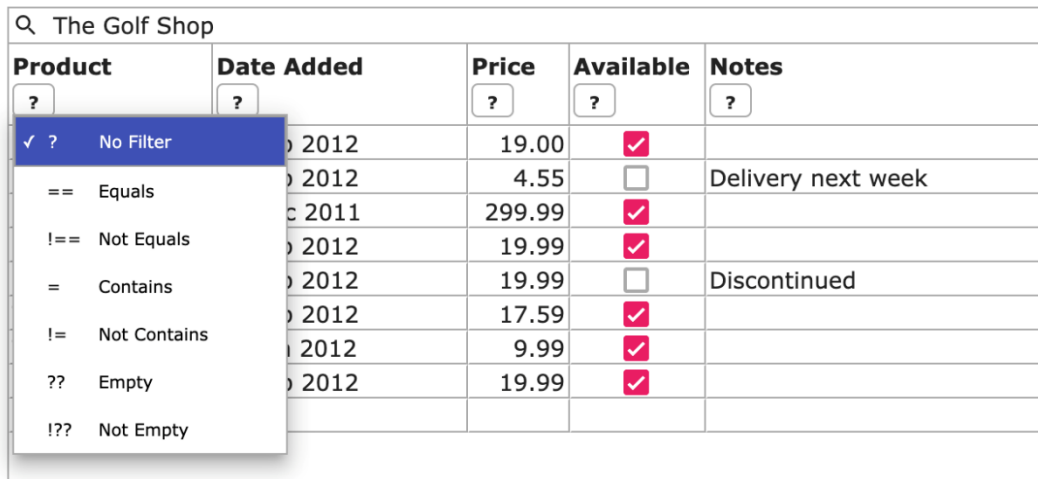 The Golf Shop
Product Date Added Price Available Notes
? ? ? ? ?
✓ ? No Filter
== Equals
!== Not Equals
= Contains
!= Not Contains
?? Empty
!?? Not Empty
2012 19.00
2012 4.55 Delivery next week
2011 299.99
2012 19.99
2012 19.99 Discontinued
2012 17.59
2012 9.99
2012 19.99